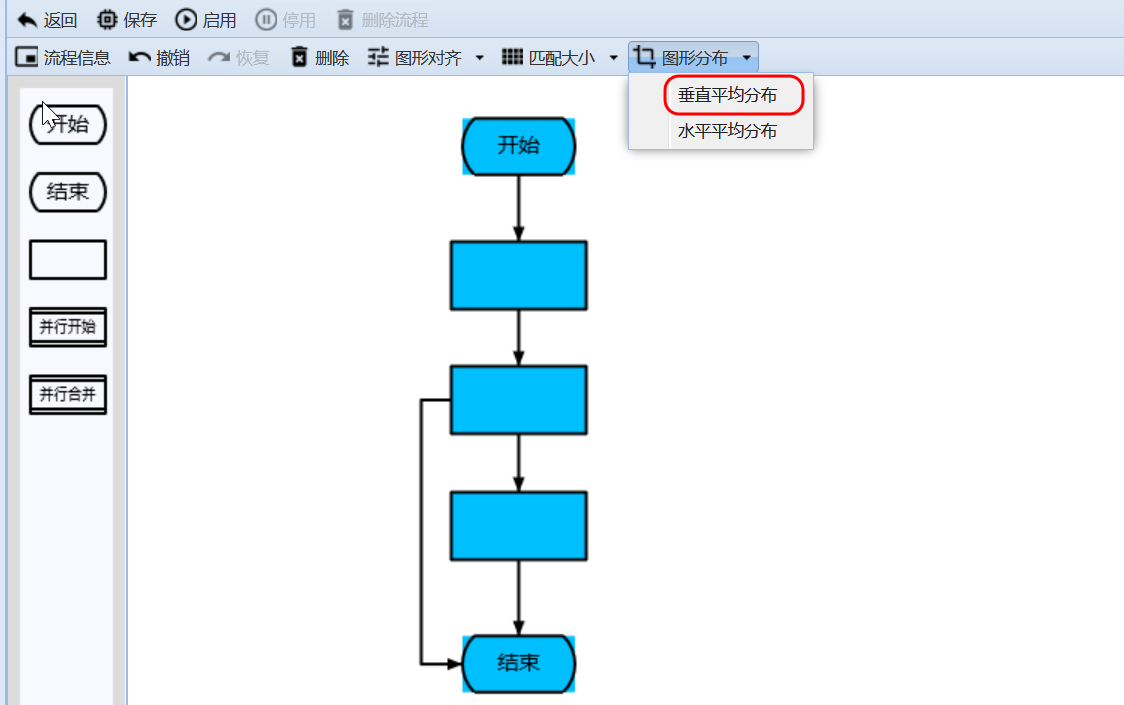 返回 保存 启用 停用 删除流程
流程信息 撤销 恢复 删除 图形对齐 匹配大小 图形分布
垂直平均分布
水平平均分布
开始
结束
并行开始
并行合并
开始
结束